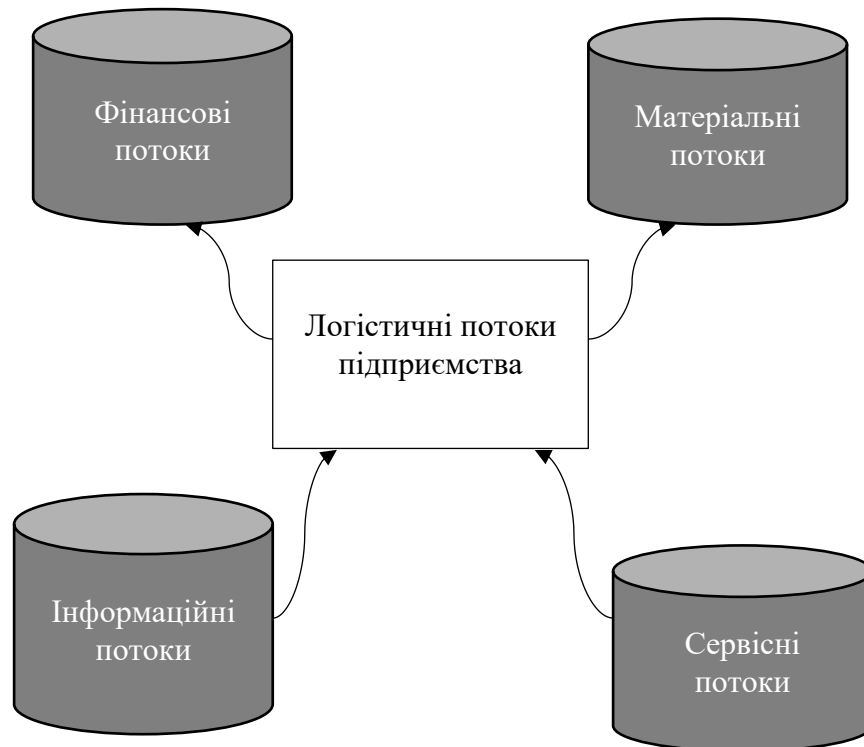 Фінансові
потоки
Матеріальні
потоки
Логістичні потоки
підприємства
Інформаційні
потоки
Сервісні
потоки